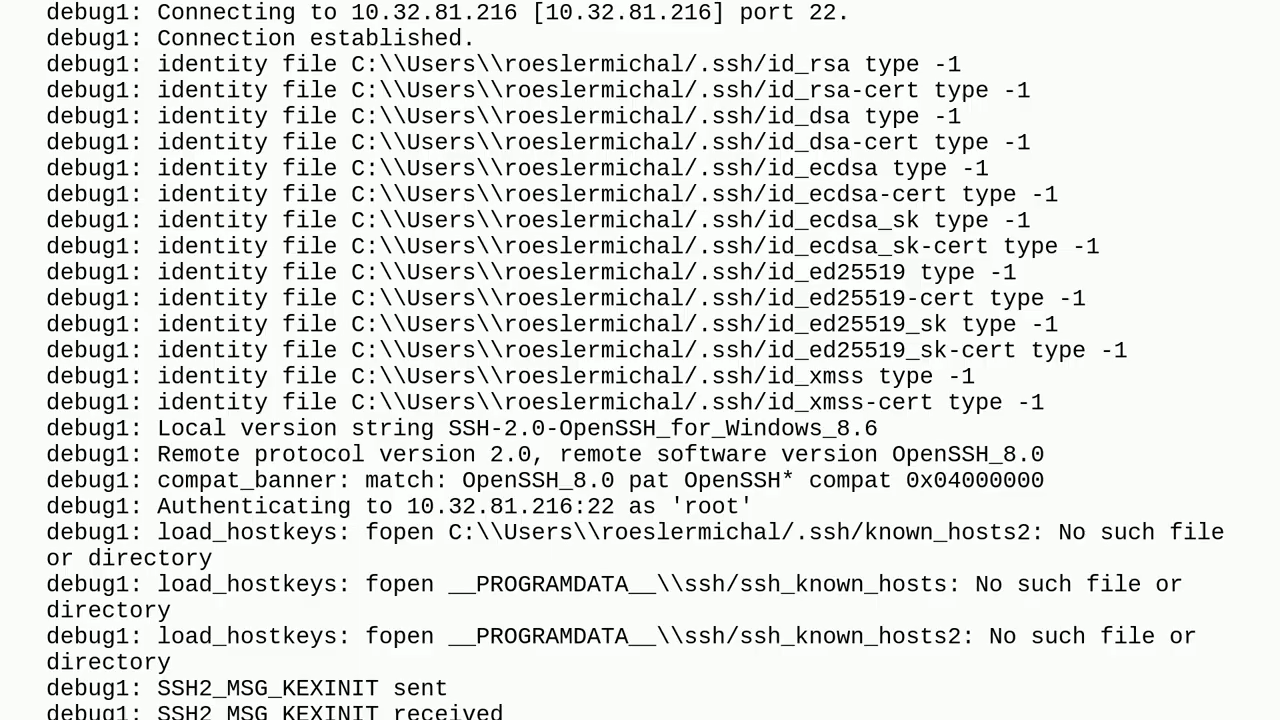 debug1: Connecting to 10.32.81.216 [10.32.81.216] port 22.
debug1: Connection established.
debug1: identity file C:\\Users\\roeslermichal/.ssh/id_rsa type -1
debug1: identity file C:\\Users\\roeslermichal/.ssh/id_rsa-cert type -1
debug1: identity file C:\\Users\\roeslermichal/.ssh/id_dsa type -1
debug1: identity file C:\\Users\\roeslermichal/.ssh/id_dsa-cert type -1
debug1: identity file C:\\Users\\roeslermichal/.ssh/id_ecdsa type -1
debug1: identity file C:\\Users\\roeslermichal/.ssh/id_ecdsa-cert type -1
debug1: identity file C:\\Users\\roeslermichal/.ssh/id_ecdsa_sk type -1
debug1: identity file C:\\Users\\roeslermichal/.ssh/id_ecdsa_sk-cert type -1
debug1: identity file C:\\Users\\roeslermichal/.ssh/id_ed25519 type -1
debug1: identity file C:\\Users\\roeslermichal/.ssh/id_ed25519-cert type -1
debug1: identity file C:\\Users\\roeslermichal/.ssh/id_ed25519_sk type -1
debug1: identity file C:\\Users\\roeslermichal/.ssh/id_ed25519_sk-cert type -1
debug1: identity file C:\\Users\\roeslermichal/.ssh/id_xmss type -1
debug1: identity file C:\\Users\\roeslermichal/.ssh/id_xmss-cert type -1
debug1: Local version string SSH-2.0-OpenSSH_for_Windows_8.6
debug1: Remote protocol version 2.0, remote software version OpenSSH_8.0
debug1: compat_banner: match: OpenSSH_8.0 pat OpenSSH* compat 0x04000000
debug1: Authenticating to 10.32.81.216:22 as 'root'
debug1: load_hostkeys: fopen C:\\Users\\roeslermichal/.ssh/known_hosts2: No such file
or directory
debug1: load_hostkeys: fopen __PROGRAMDATA__\\ssh/ssh_known_hosts: No such file or
directory
debug1: load_hostkeys: fopen __PROGRAMDATA__\\ssh/ssh_known_hosts2: No such file or
directory
debug1: SSH2_MSG_KEXINIT sent
debug1: SSH2_MSG_KEXINIT received